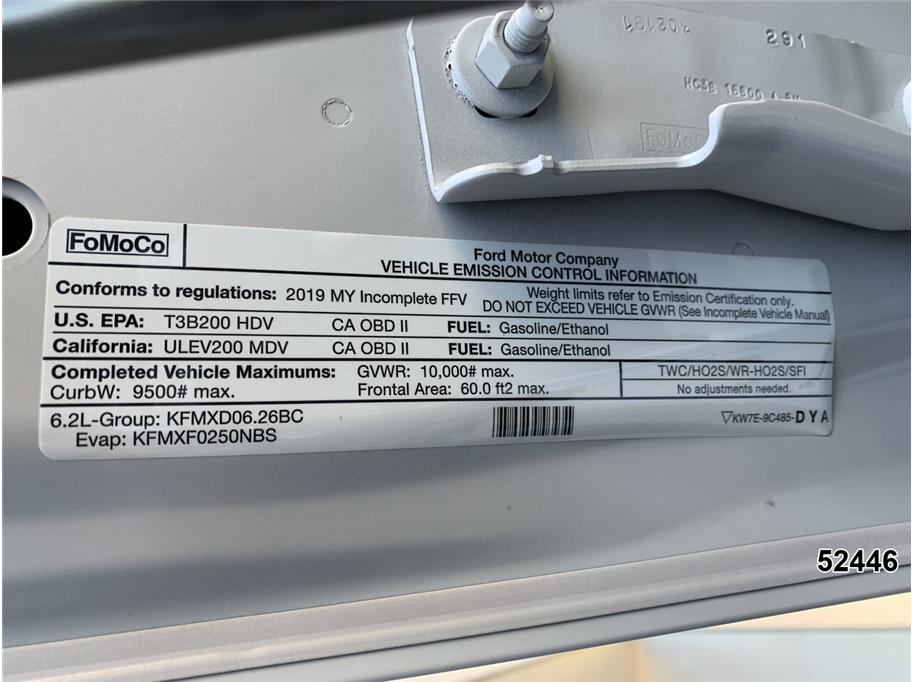 291
HC3B 16800 A
FoMoCo
FoMoCo
Ford Motor Company
VEHICLE EMISSION CONTROL INFORMATION
Conforms to regulations: 2019 MY Incomplete FFV
Weight limits refer to Emission Certification only.
DO NOT EXCEED VEHICLE GVWR (See Incomplete Vehicle Manual)
U.S. EPA: T3B200 HDV CA OBD II FUEL: Gasoline/Ethanol
California: ULEV200 MDV CA OBD II FUEL: Gasoline/Ethanol
Completed Vehicle Maximums: GVWR: 10,000# max.
CurbW: 9500# max. Frontal Area: 60.0 ft2 max.
TWC/HO2S/WR-HO2S/SFI
No adjustments needed.
6.2L-Group: KFMXD06.26BC
Evap: KFMXF0250NBS
▽KW7E-9C485-DYA
52446